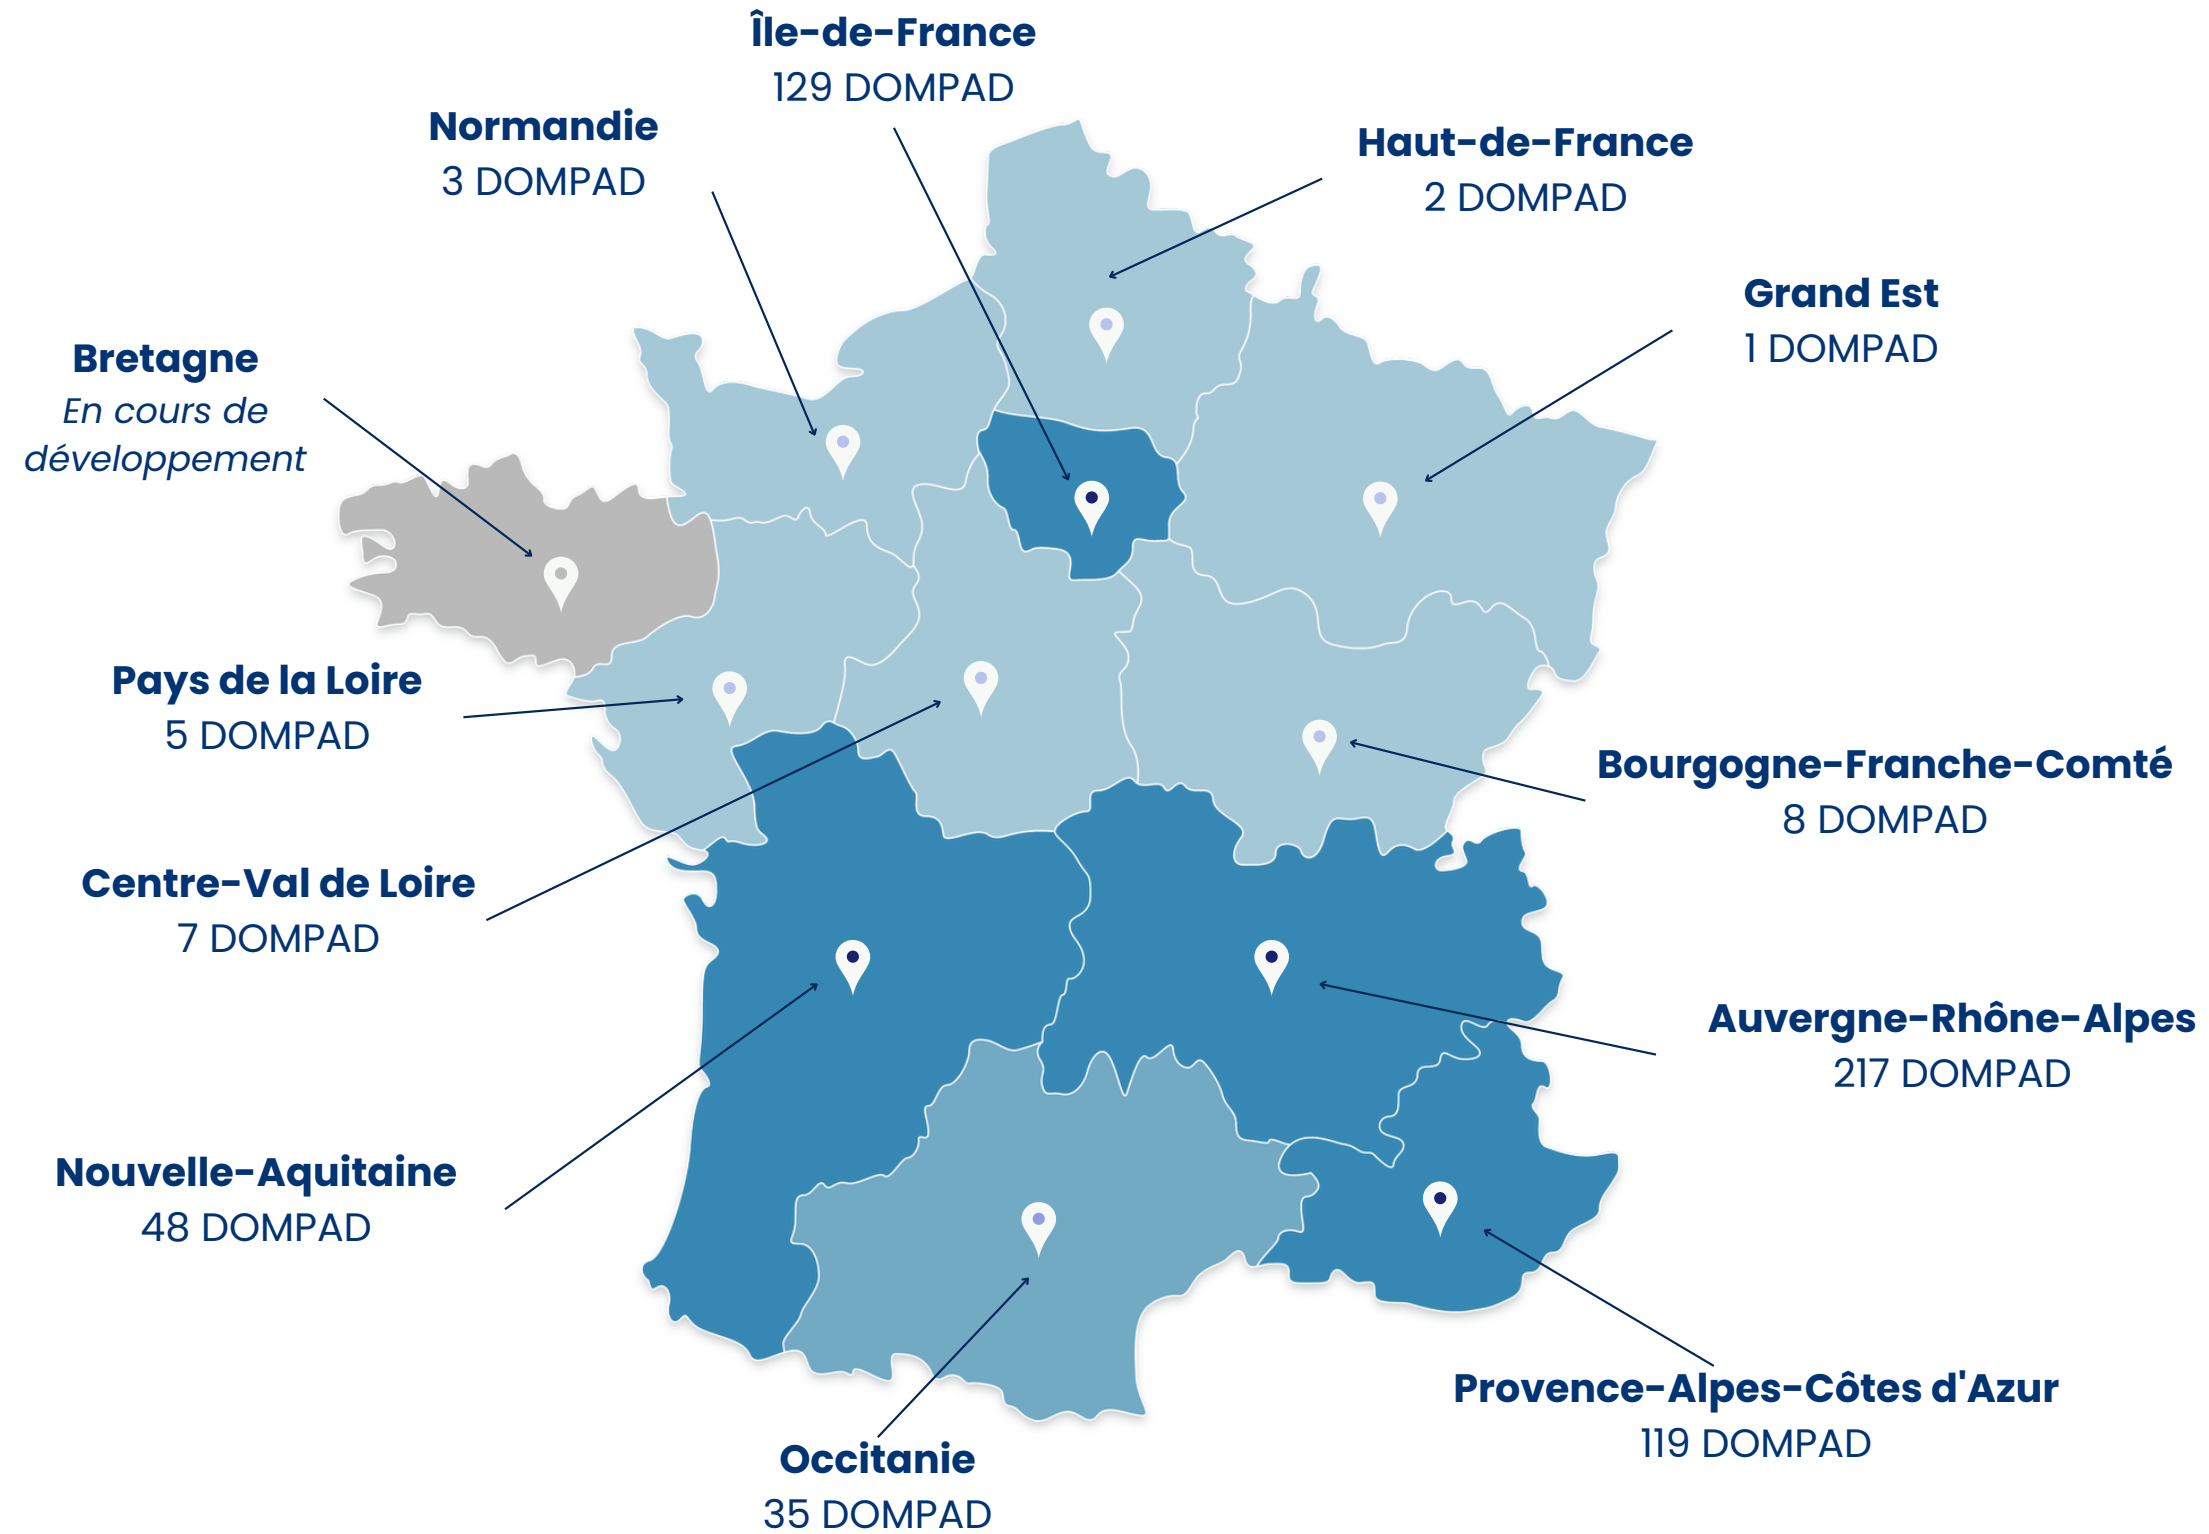 Île-de-France
129 DOMPAD
Normandie
3 DOMPAD
Haut-de-France
2 DOMPAD
Grand Est
1 DOMPAD
Bretagne
En cours de
développement
Pays de la Loire
5 DOMPAD
Bourgogne-Franche-Comté
8 DOMPAD
Centre-Val de Loire
7 DOMPAD
Auvergne-Rhône-Alpes
217 DOMPAD
Nouvelle-Aquitaine
48 DOMPAD
Provence-Alpes-Côtes d'Azur
119 DOMPAD
Occitanie
35 DOMPAD